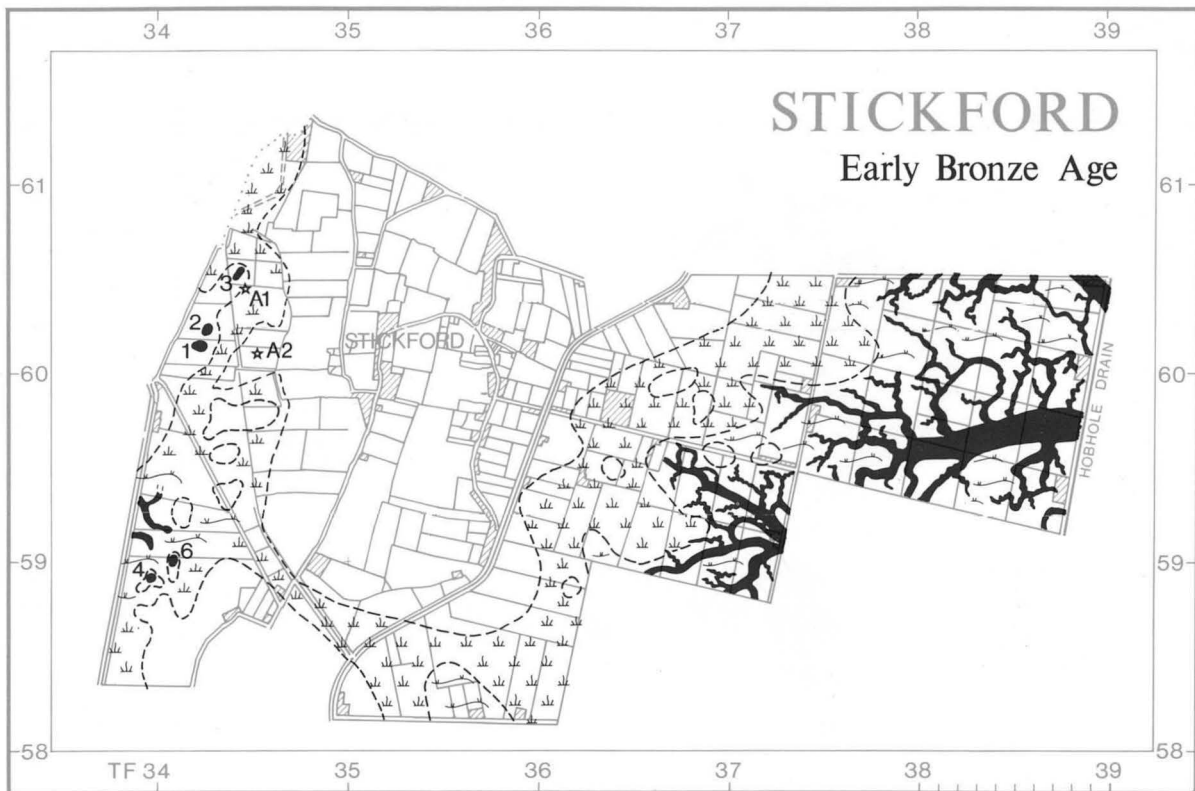 34 35 36 37 38 39
STICKFORD
Early Bronze Age
61 61
3
A1
2
1
A2
STICKFORD
60 60
HOBHOLE DRAIN
59 59
6
4
58 58
TF 34 35 36 37 38 39